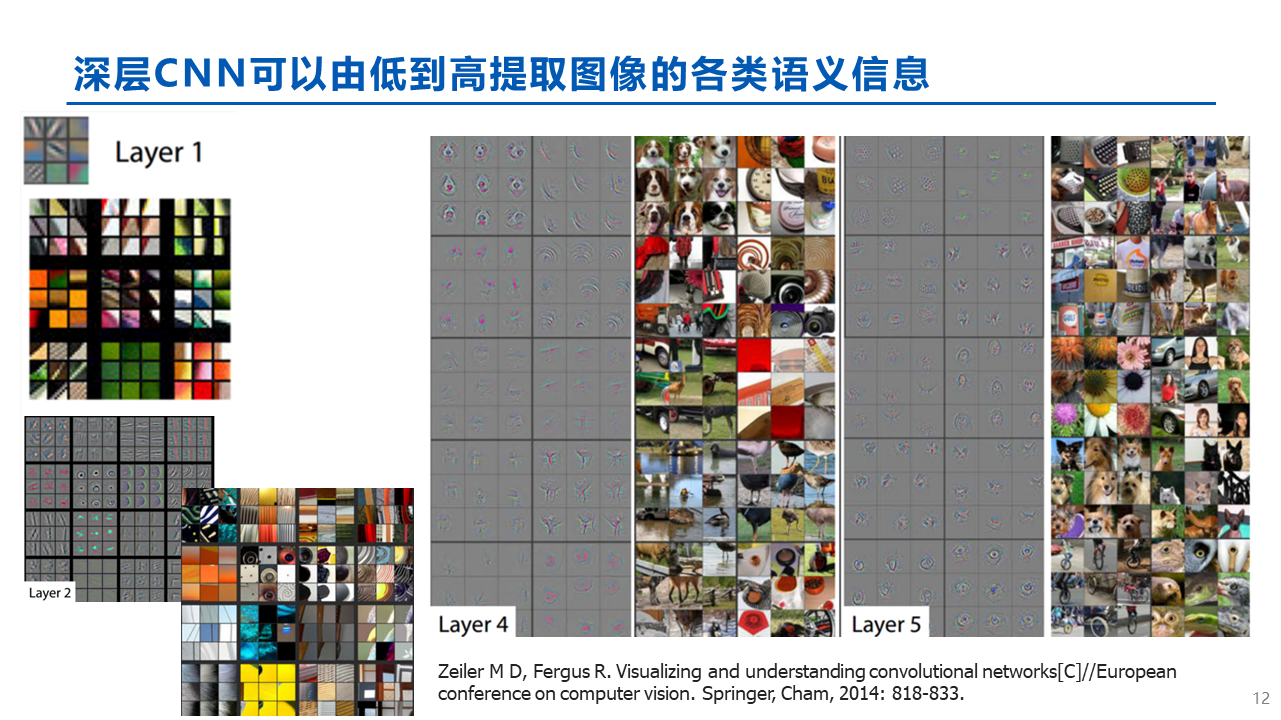 深层CNN可以由低到高提取图像的各类语义信息
Layer 1
Layer 2
Layer 4
Layer 5
Zeiler M D, Fergus R. Visualizing and understanding convolutional networks[C]//European
conference on computer vision. Springer, Cham, 2014: 818-833.
12